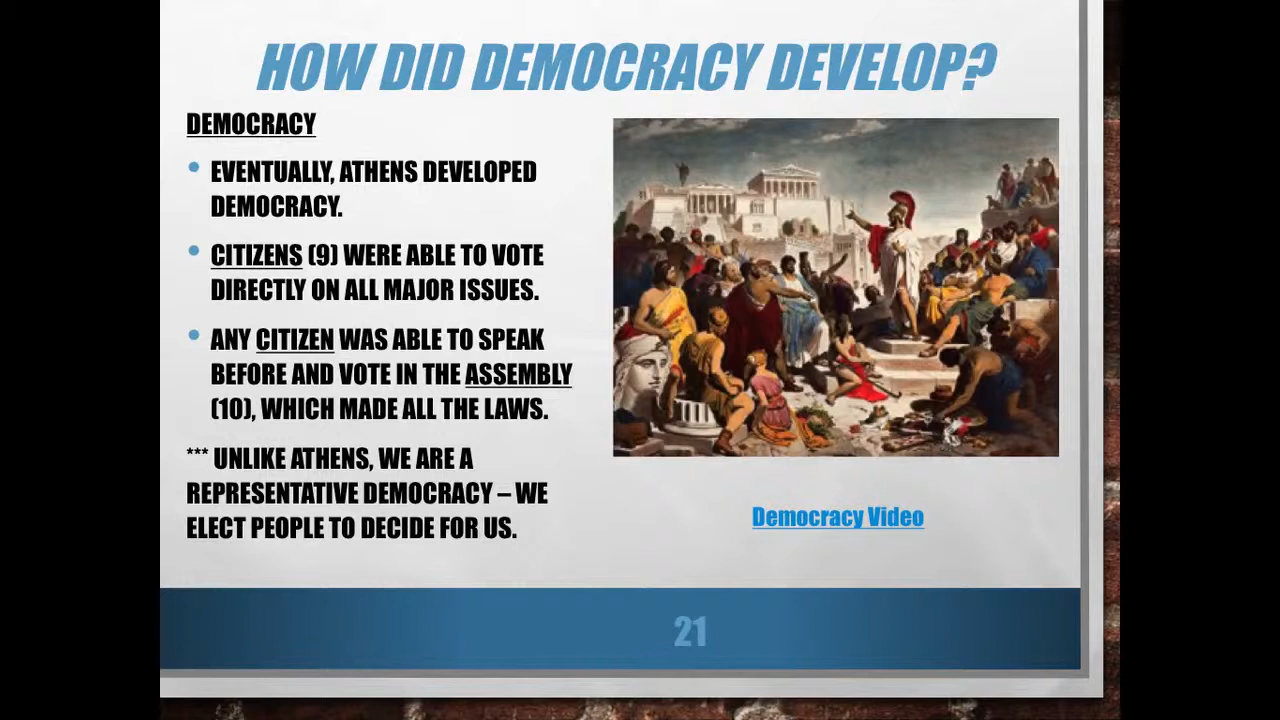 HOW DID DEMOCRACY DEVELOP?
DEMOCRACY
• EVENTUALLY, ATHENS DEVELOPED
DEMOCRACY.
• CITIZENS (9) WERE ABLE TO VOTE
DIRECTLY ON ALL MAJOR ISSUES.
• ANY CITIZEN WAS ABLE TO SPEAK
BEFORE AND VOTE IN THE ASSEMBLY
(10), WHICH MADE ALL THE LAWS.
*** UNLIKE ATHENS, WE ARE A
REPRESENTATIVE DEMOCRACY – WE
ELECT PEOPLE TO DECIDE FOR US.
Democracy Video
21